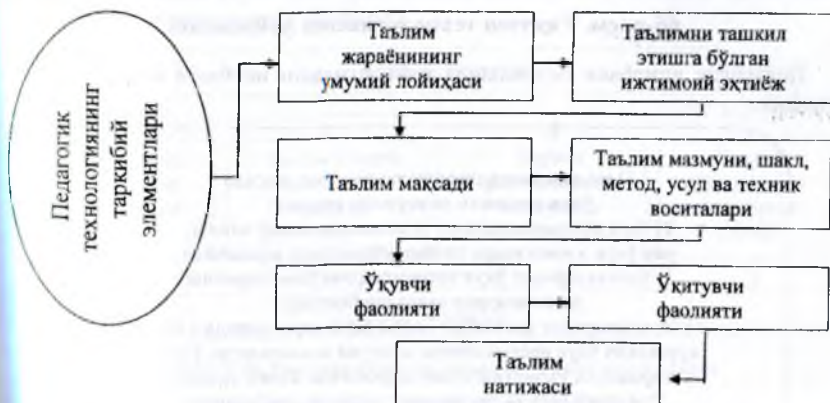 Педагогик
технологиянинг
таркибий
элементлари
Таълим
жараёнининг
умумий лойиҳаси
Таълимни ташкил
этишга бўлган
ижтимоий эҳтиёж
Таълим мақсади
Таълим мазмуни, шакл,
метод, усул ва техник
воситалари
Ўқувчи
фаолияти
Ўқитувчи
фаолияти
Таълим
натижаси